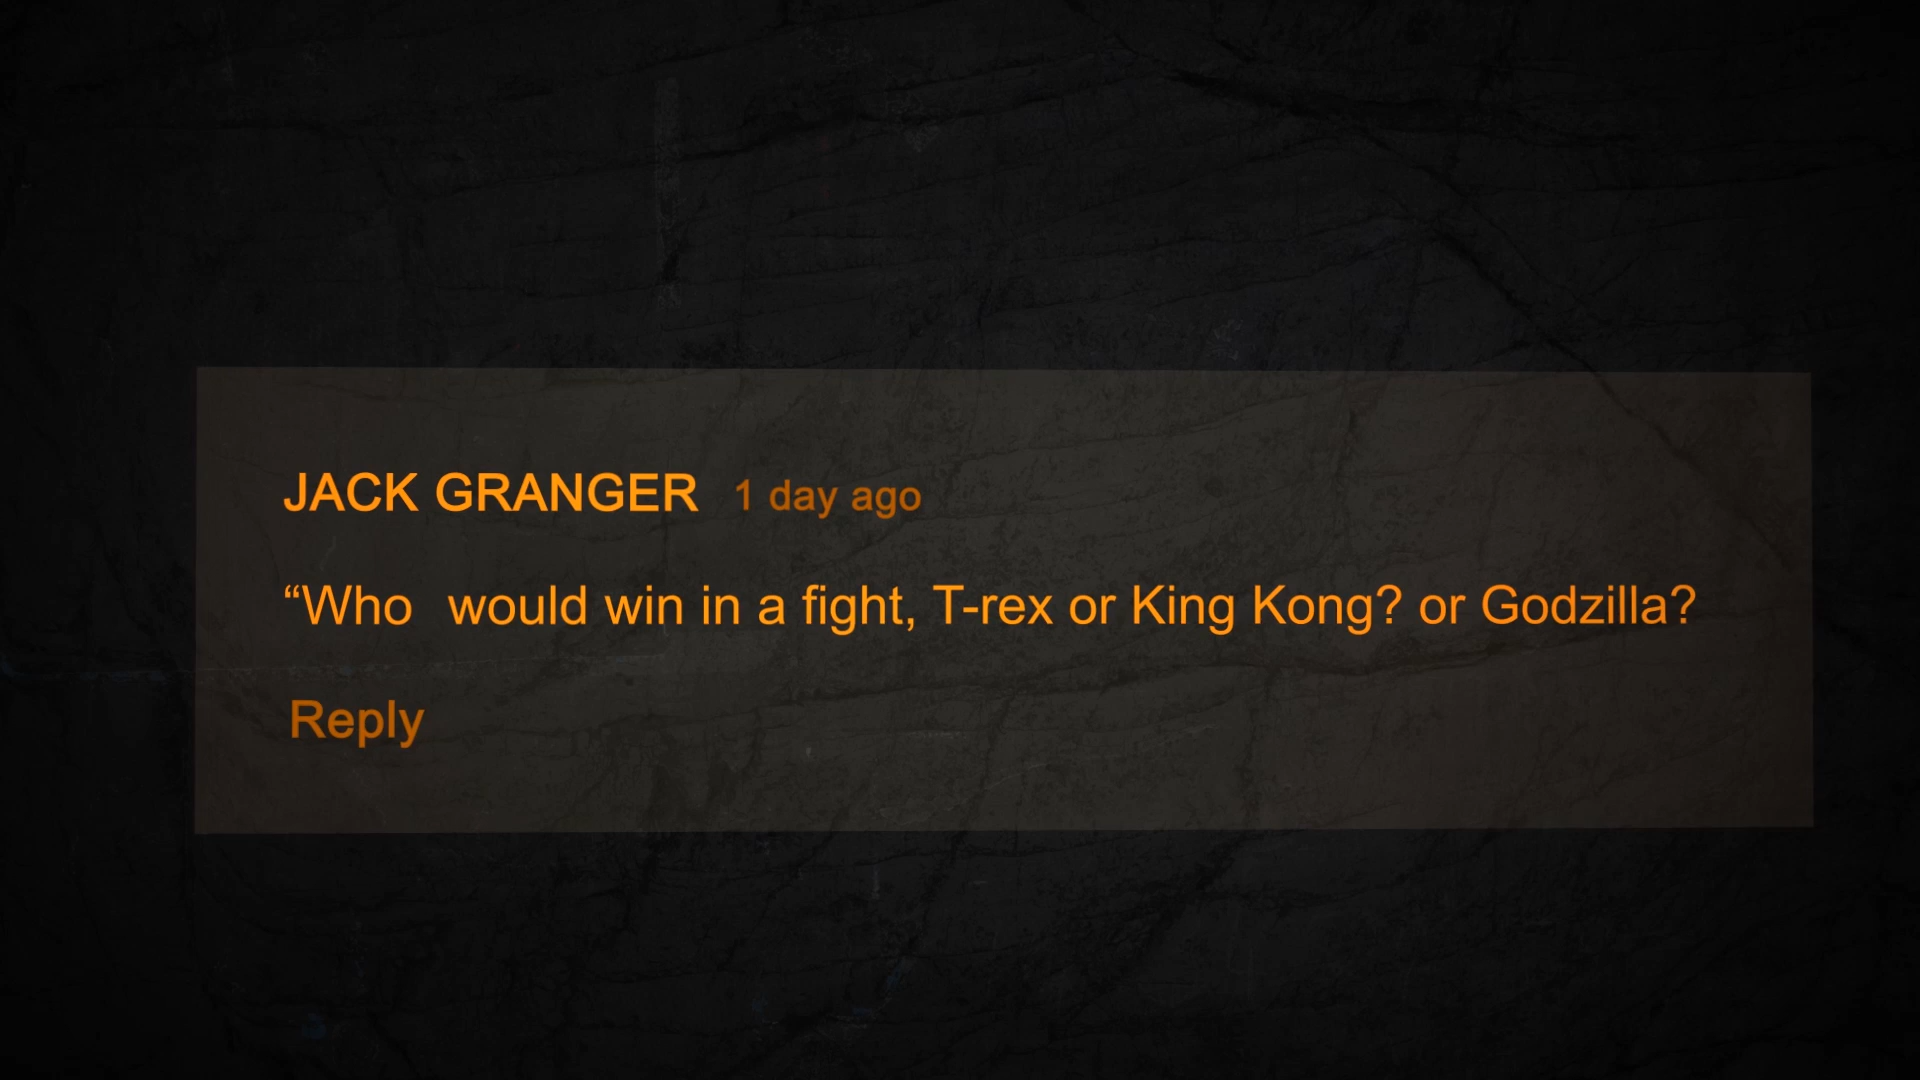 JACK GRANGER 1 day ago
“Who would win in a fight, T-rex or King Kong? or Godzilla?
Reply